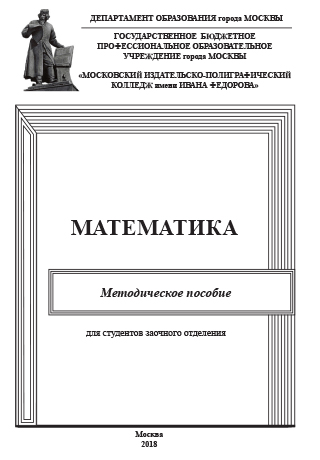 ДЕПАРТАМЕНТ ОБРАЗОВАНИЯ города МОСКВЫ
ГОСУДАРСТВЕННОЕ БЮДЖЕТНОЕ
ПРОФЕССИОНАЛЬНОЕ ОБРАЗОВАТЕЛЬНОЕ
УЧРЕЖДЕНИЕ города МОСКВЫ
«МОСКОВСКИЙ ИЗДАТЕЛЬСКО-ПОЛИГРАФИЧЕСКИЙ
КОЛЛЕДЖ имени ИВАНА ФЕДОРОВА»
МАТЕМАТИКА
Методическое пособие
для студентов заочного отделения
Москва
2018